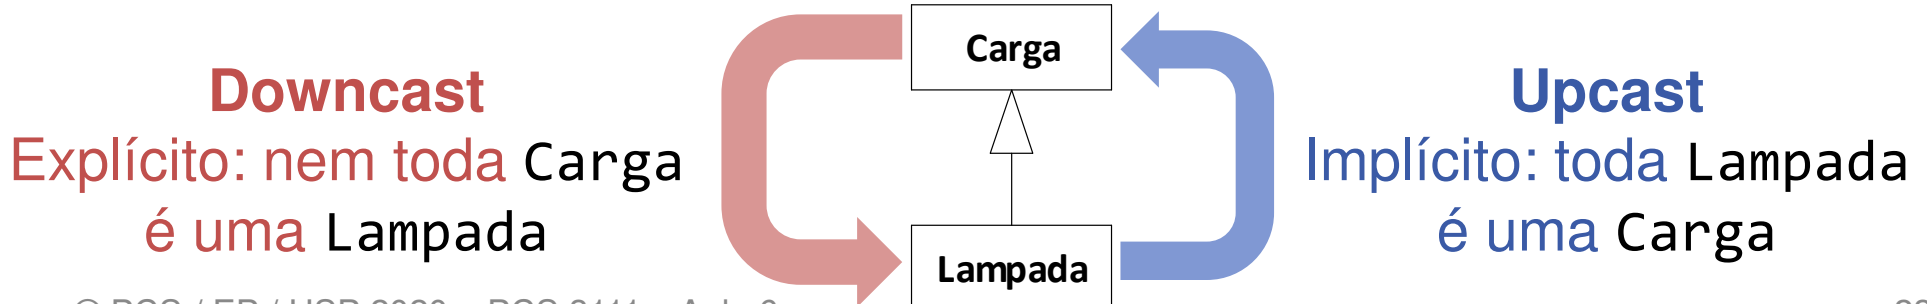 Downcast
Explícito: nem toda Carga
é uma Lampada
Carga
Lampada
Upcast
Implícito: toda Lampada
é uma Carga